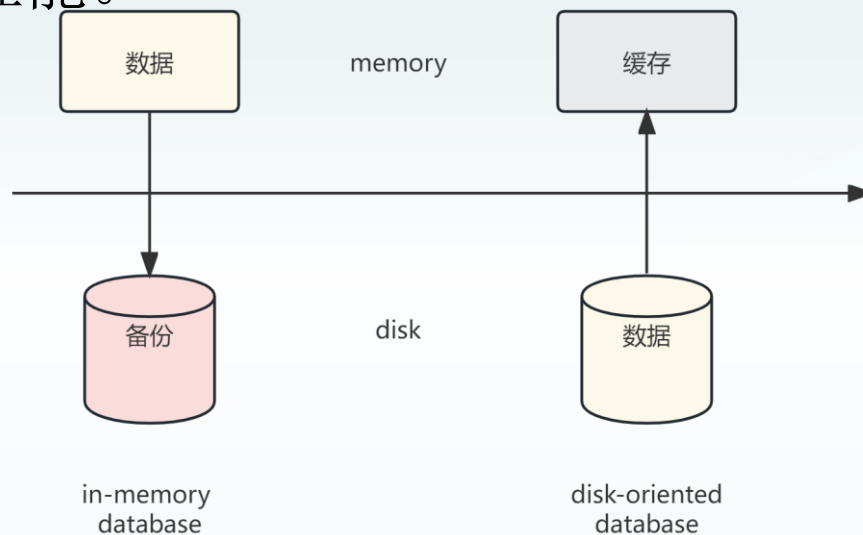 数据
memory
缓存
备份
disk
数据
in-memory
database
disk-oriented
database